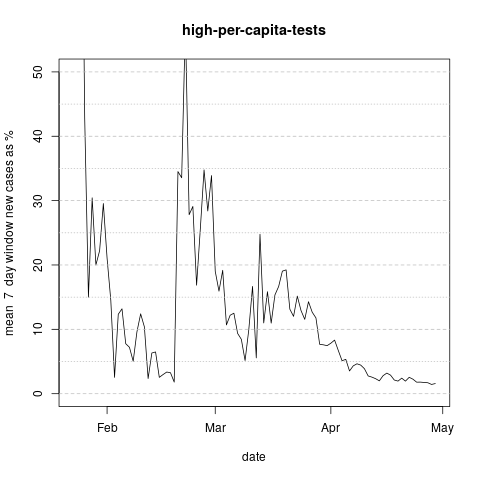 high-per-capita-tests
mean 7 day window new cases as %
50
40
30
20
10
0
Feb
Mar
Apr
May
date